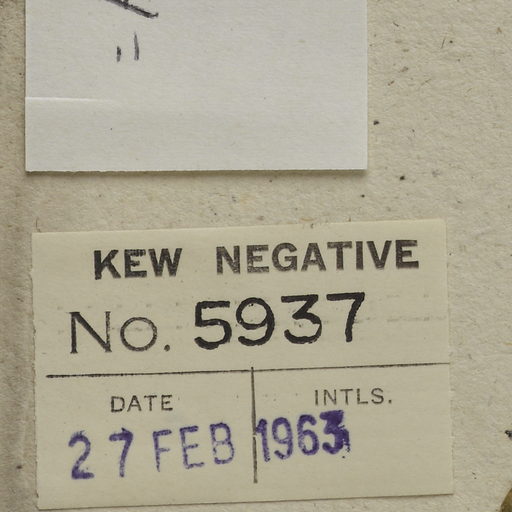 KEW NEGATIVE
No. 5937
DATE INTLS.
27 FEB 1963